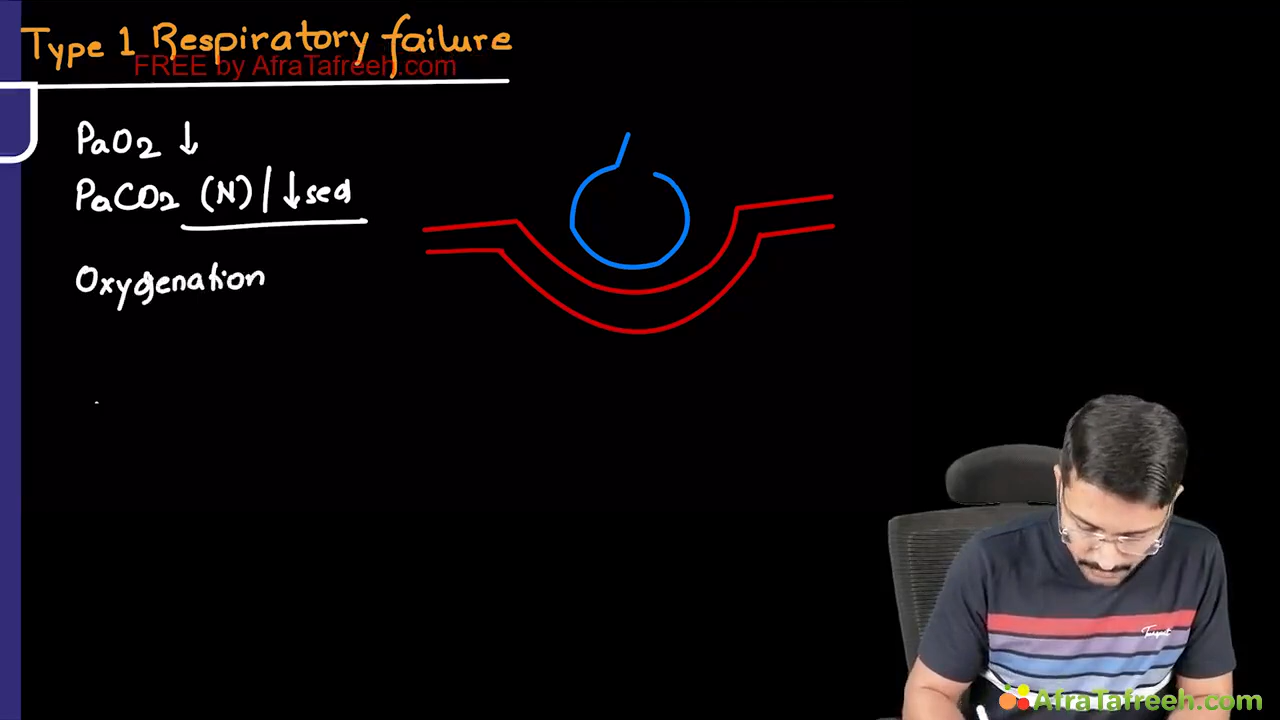 Type 1 Respiratory failure
FREE by AfraTafreeh.com
PaO2 ↓
PaCO2 (N) / ↓sed
Oxygenation
AfraTafreeh.com